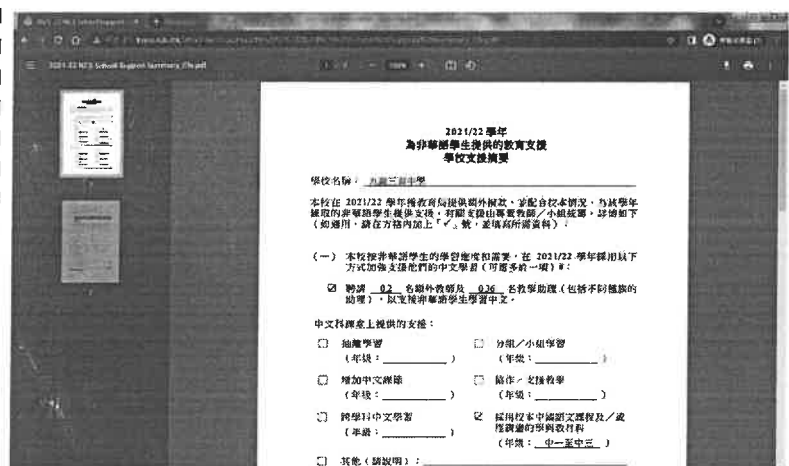 2021-22 NCS School Support Summary_Chi.pdf
2021/22 學年
為非華語學生提供的教育支援
學校支援摘要
學校名稱：
本校在 2021/22 學年獲教育局提供額外撥款，並配合校本情況，為該學年
錄取的非華語學生提供支援，有關支援由專責教師／小組統籌，詳情如下
（如適用，請在方格內加上「✓」號，並填寫所需資料）：
（一） 本校按非華語學生的學習進度和需要，在 2021/22 學年採用以下
方式加強支援他們的中文學習（可選多於一項）#：
☑ 聘請 0.2 名額外教師及 0.36 名教學助理（包括不同種族的
助理），以支援非華語學生學習中文。
中文科課堂上提供的支援：
☐ 抽離學習 ☐ 分組／小組學習
（年級： ） （年級： ）
☐ 增加中文課節 ☐ 協作／支援教學
（年級： ） （年級： ）
☐ 跨學科中文學習 ☑ 採用校本中國語文課程及／或
（年級： ） 經調適的學與教材料
（年級： 中一至中三 ）
☐ 其他（請說明）：